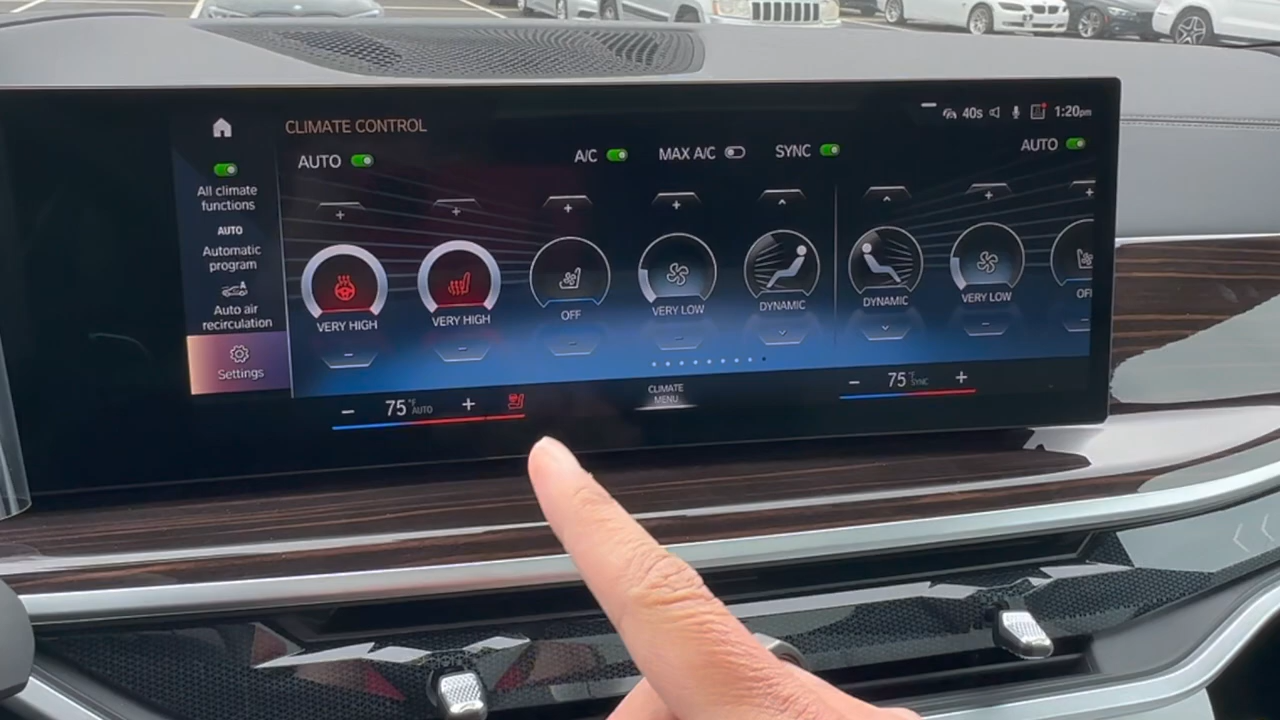 40s
1:20pm
CLIMATE CONTROL
AUTO
A/C
MAX A/C
SYNC
AUTO
All climate
functions
AUTO
Automatic
program
Auto air
recirculation
Settings
VERY HIGH
VERY HIGH
OFF
VERY LOW
DYNAMIC
DYNAMIC
VERY LOW
OF
− 75 °F AUTO +
CLIMATE
MENU
− 75 °F SYNC +